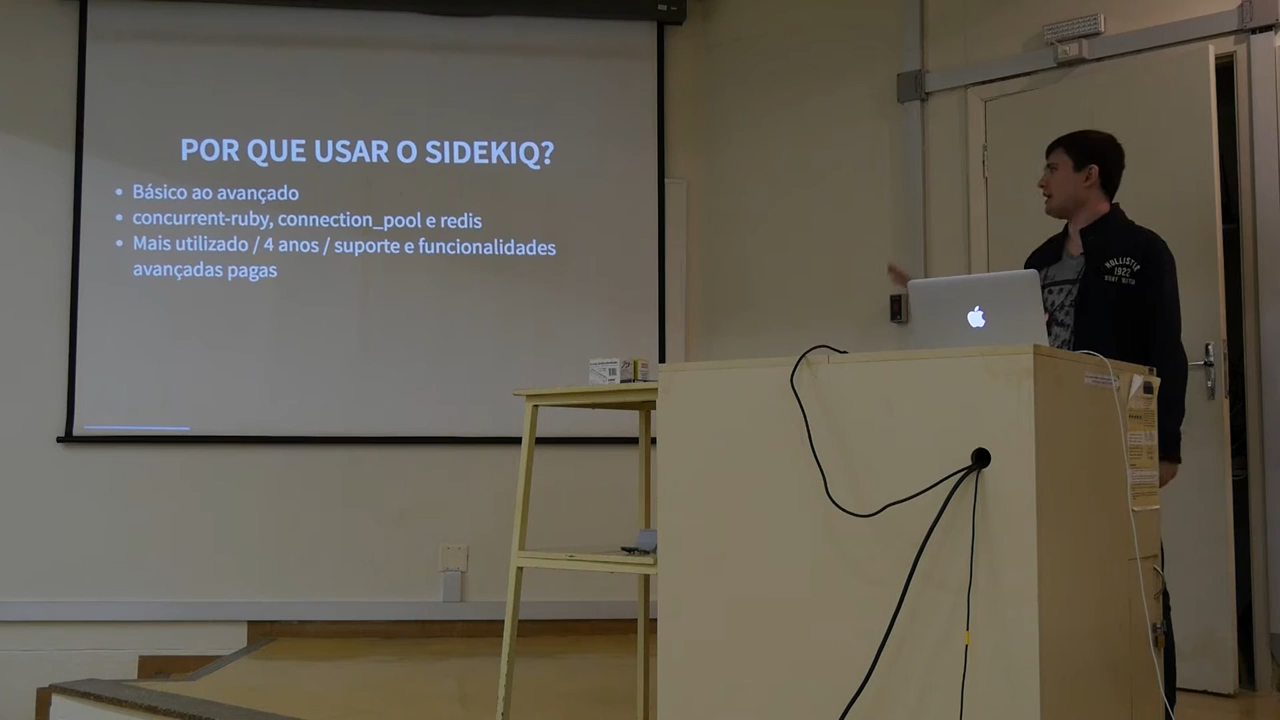 POR QUE USAR O SIDEKIQ?
• Básico ao avançado
• concurrent-ruby, connection_pool e redis
• Mais utilizado / 4 anos / suporte e funcionalidades
avançadas pagas
HOLLISTER
1922